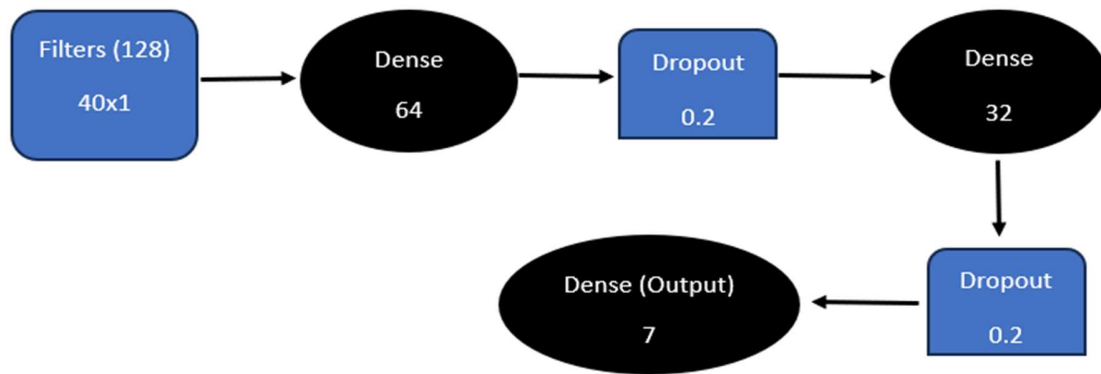 Filters (128)
40x1
Dense
64
Dropout
0.2
Dense
32
Dropout
0.2
Dense (Output)
7